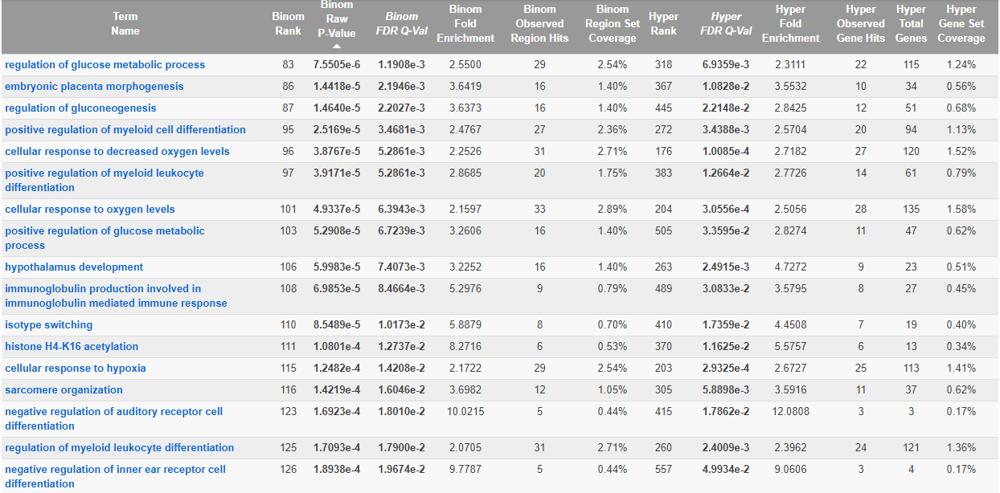 Term Name Binom Rank Binom Raw P-Value Binom FDR Q-Val Binom Fold Enrichment Binom Observed Region Hits Binom Region Set Coverage Hyper Rank Hyper FDR Q-Val Hyper Fold Enrichment Hyper Observed Gene Hits Hyper Total Genes Hyper Gene Set Coverage
regulation of glucose metabolic process 83 7.5505e-6 1.1908e-3 2.5500 29 2.54% 318 6.9359e-3 2.3111 22 115 1.24%
embryonic placenta morphogenesis 86 1.4418e-5 2.1946e-3 3.6419 16 1.40% 367 1.0828e-2 3.5532 10 34 0.56%
regulation of gluconeogenesis 87 1.4640e-5 2.2027e-3 3.6373 16 1.40% 445 2.2148e-2 2.8425 12 51 0.68%
positive regulation of myeloid cell differentiation 95 2.5169e-5 3.4681e-3 2.4767 27 2.36% 272 3.4388e-3 2.5704 20 94 1.13%
cellular response to decreased oxygen levels 96 3.8767e-5 5.2861e-3 2.2526 31 2.71% 176 1.0085e-4 2.7182 27 120 1.52%
positive regulation of myeloid leukocyte 97 3.9171e-5 5.2861e-3 2.8685 20 1.75% 383 1.2664e-2 2.7726 14 61 0.79%
differentiation
cellular response to oxygen levels 101 4.9337e-5 6.3943e-3 2.1597 33 2.89% 204 3.0556e-4 2.5056 28 135 1.58%
positive regulation of glucose metabolic 103 5.2908e-5 6.7239e-3 3.2606 16 1.40% 505 3.3595e-2 2.8274 11 47 0.62%
process
hypothalamus development 106 5.9983e-5 7.4073e-3 3.2252 16 1.40% 263 2.4915e-3 4.7272 9 23 0.51%
immunoglobulin production involved in 108 6.9853e-5 8.4664e-3 5.2976 9 0.79% 489 3.0833e-2 3.5795 8 27 0.45%
immunoglobulin mediated immune response
isotype switching 110 8.5489e-5 1.0173e-2 5.8879 8 0.70% 410 1.7359e-2 4.4508 7 19 0.40%
histone H4-K16 acetylation 111 1.0801e-4 1.2737e-2 8.2716 6 0.53% 370 1.1625e-2 5.5757 6 13 0.34%
cellular response to hypoxia 115 1.2482e-4 1.4208e-2 2.1722 29 2.54% 203 2.9325e-4 2.6727 25 113 1.41%
sarcomere organization 116 1.4219e-4 1.6046e-2 3.6982 12 1.05% 305 5.8898e-3 3.5916 11 37 0.62%
negative regulation of auditory receptor cell 123 1.6923e-4 1.8010e-2 10.0215 5 0.44% 415 1.7862e-2 12.0808 3 3 0.17%
differentiation
regulation of myeloid leukocyte differentiation 125 1.7093e-4 1.7900e-2 2.0705 31 2.71% 260 2.4009e-3 2.3962 24 121 1.36%
negative regulation of inner ear receptor cell 126 1.8938e-4 1.9674e-2 9.7787 5 0.44% 557 4.9934e-2 9.0606 3 4 0.17%
differentiation